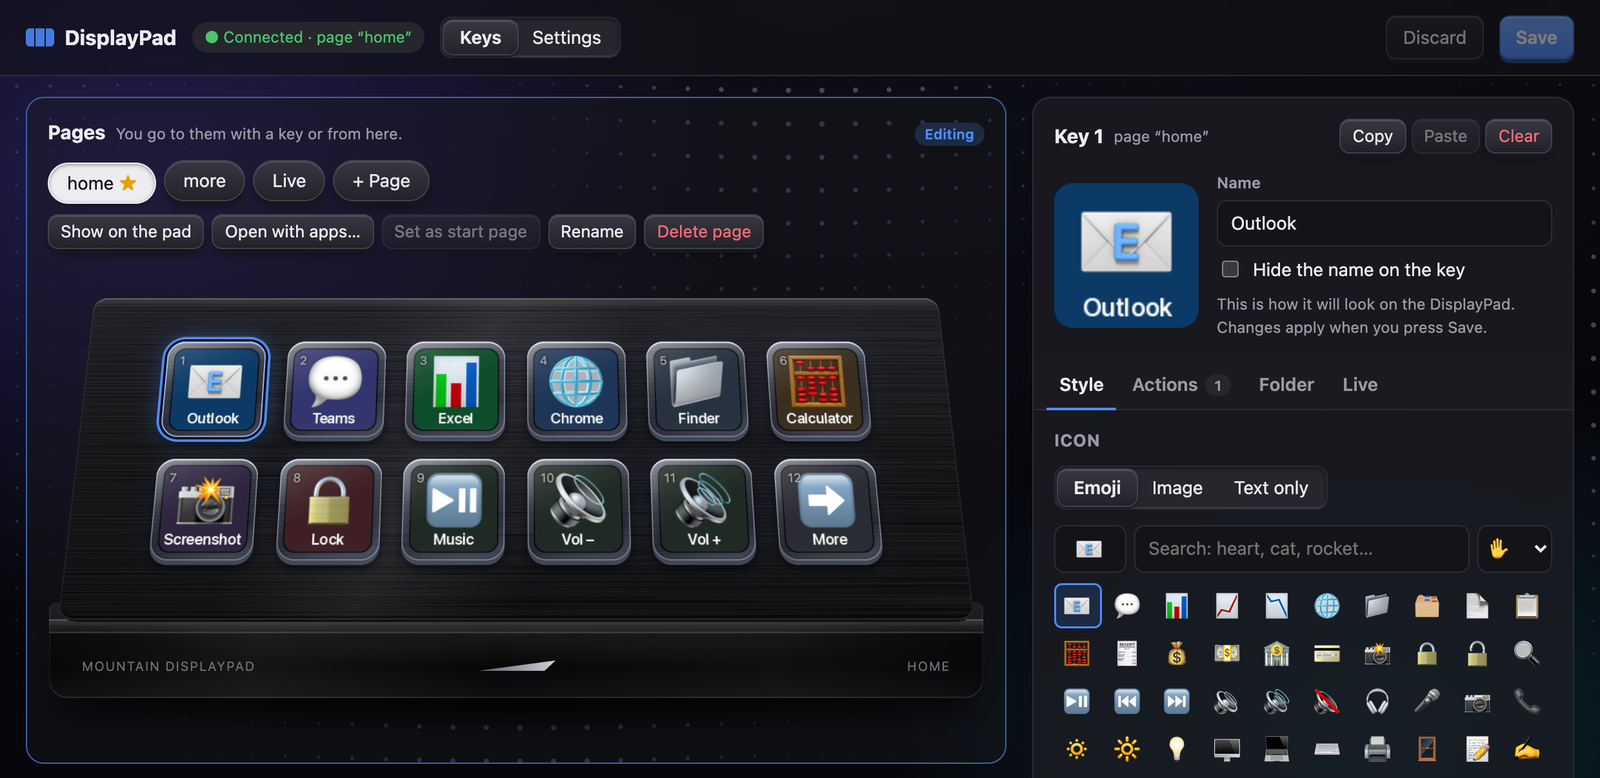 DisplayPad
Connected · page “home”
Keys
Settings
Discard
Save
Pages
You go to them with a key or from here.
Editing
home
more
Live
+ Page
Show on the pad
Open with apps...
Set as start page
Rename
Delete page
1
Outlook
2
Teams
3
Excel
4
Chrome
5
Finder
6
Calculator
7
Screenshot
8
Lock
9
Music
10
Vol –
11
Vol +
12
More
MOUNTAIN DISPLAYPAD
HOME
Key 1
page “home”
Copy
Paste
Clear
E
Outlook
Name
Outlook
Hide the name on the key
This is how it will look on the DisplayPad.
Changes apply when you press Save.
Style
Actions 1
Folder
Live
ICON
Emoji
Image
Text only
Search: heart, cat, rocket...